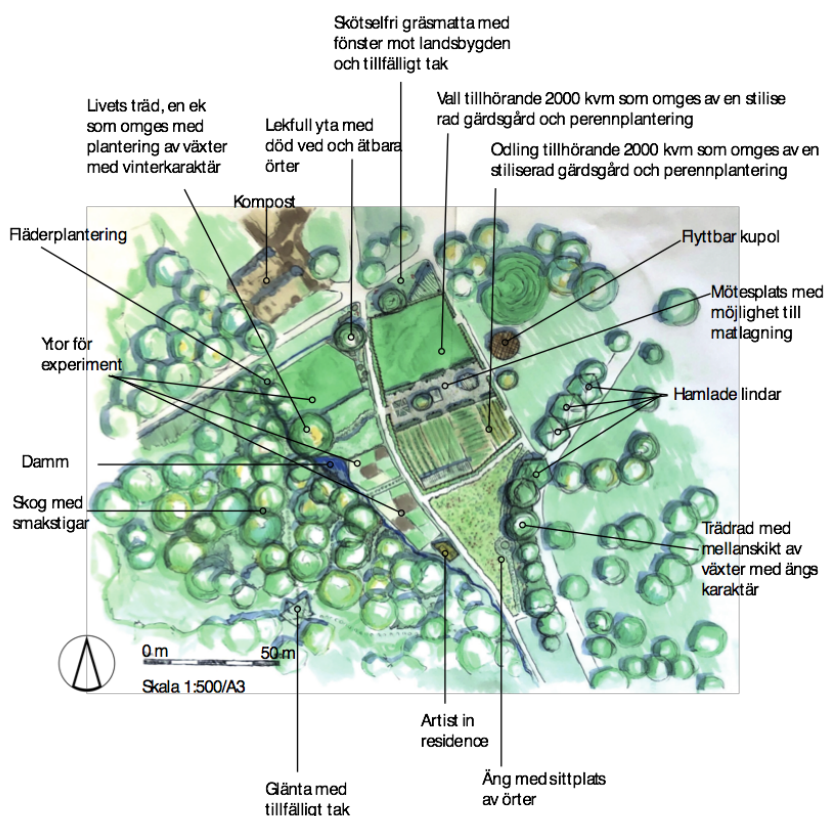 Skötselfri gräsmatta med
fönster mot landsbygden
och tillfälligt tak
Vall tillhörande 2000 kvm som omges av en stilise
rad gärdsgård och perennplantering
Livets träd, en ek
som omges med
plantering av växter
med vinterkaraktär
Lekfull yta med
död ved och ätbara
örter
Odling tillhörande 2000 kvm som omges av en
stiliserad gärdsgård och perennplantering
Kompost
Fläderplantering
Flyttbar kupol
Mötesplats med
möjlighet till
matlagning
Ytor för
experiment
Hamlade lindar
Damm
Skog med
smakstigar
Trädrad med
mellanskikt av
växter med ängs
karaktär
0 m 50 m
Skala 1:500/A3
Artist in
residence
Äng med sittplats
av örter
Glänta med
tillfälligt tak